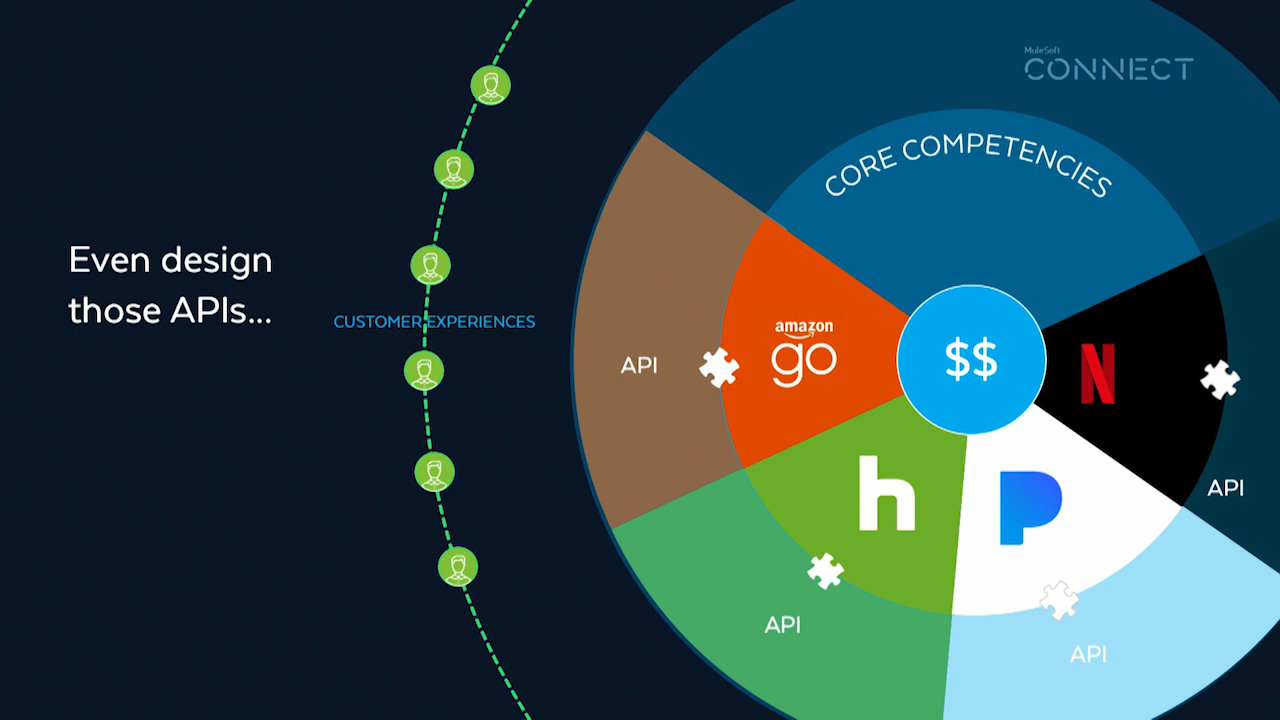 MuleSoft
CONNECT
CORE COMPETENCIES
Even design
those APIs...
CUSTOMER EXPERIENCES
API
amazon
go
$$
N
h
P
API
API
API